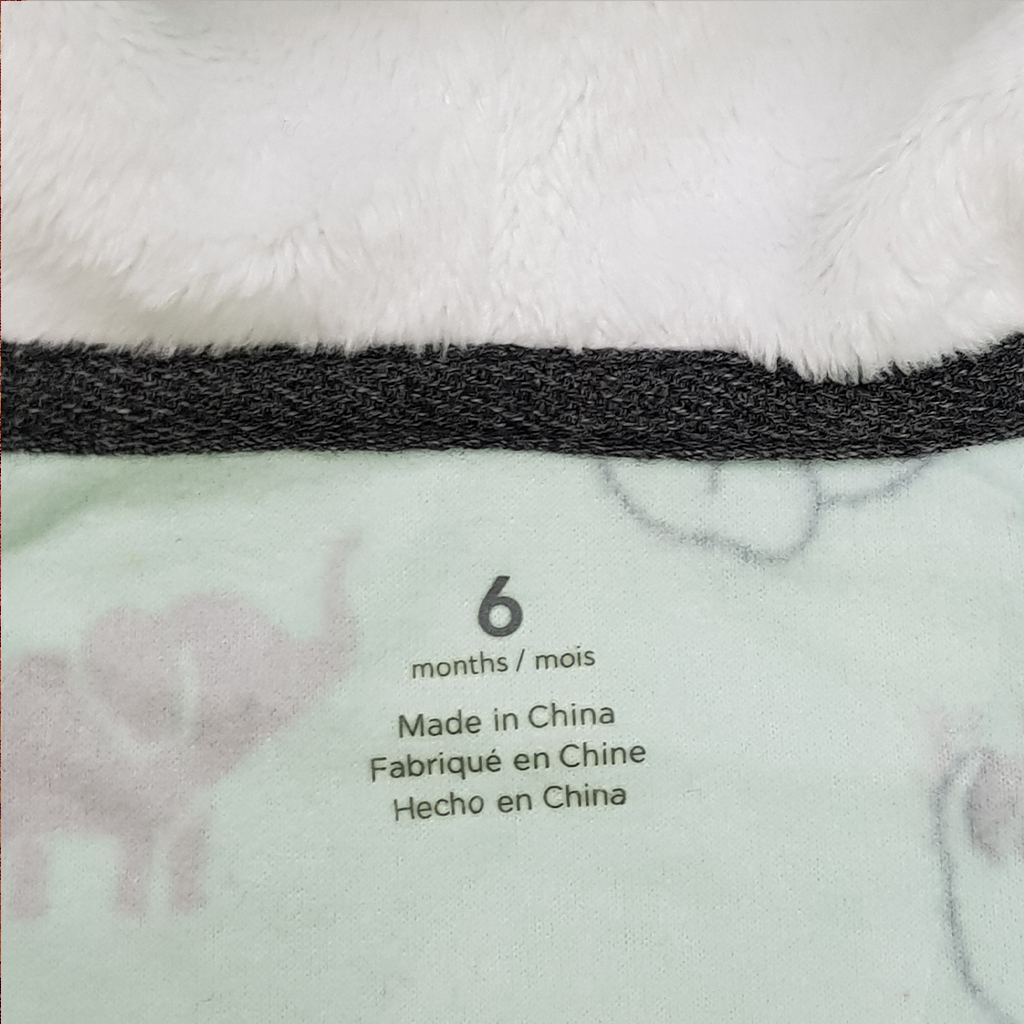 6
months / mois
Made in China
Fabriqué en Chine
Hecho en China